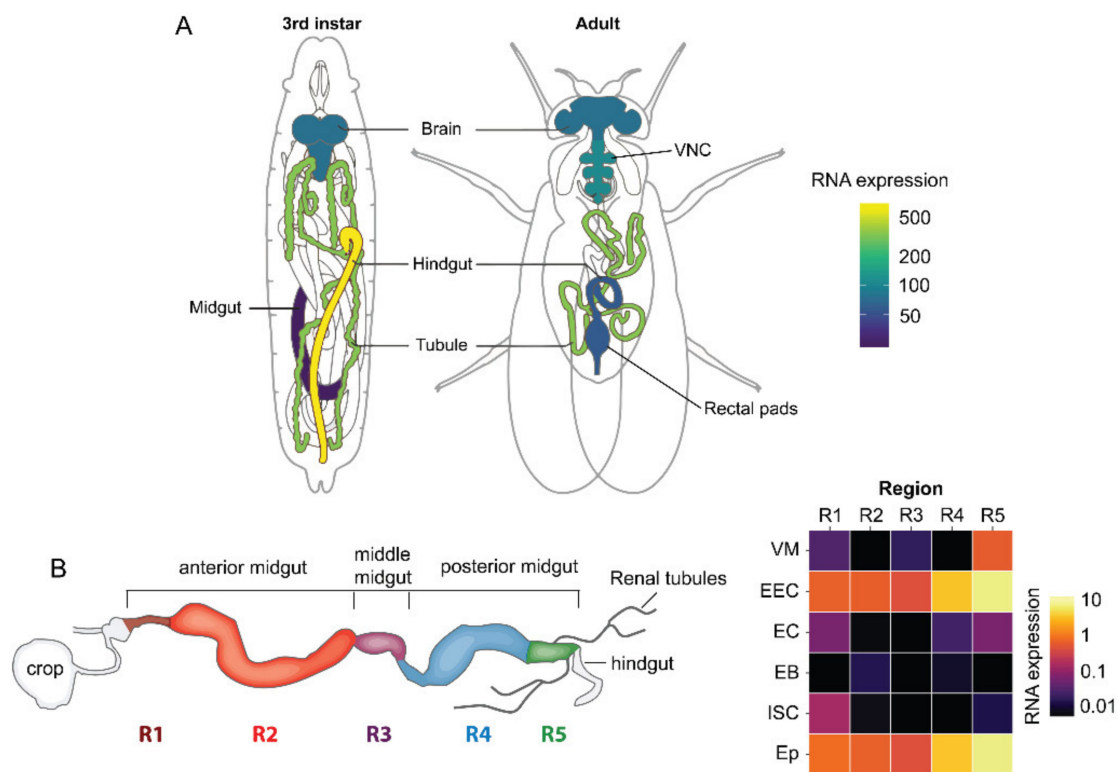 A
3rd instar
Adult
Brain
VNC
RNA expression
500
200
100
50
Hindgut
Midgut
Tubule
Rectal pads
B
anterior midgut
middle
midgut
posterior midgut
Renal tubules
crop
hindgut
R1 R2 R3 R4 R5
Region
R1 R2 R3 R4 R5
VM
EEC
EC
EB
ISC
Ep
RNA expression
10
1
0.1
0.01